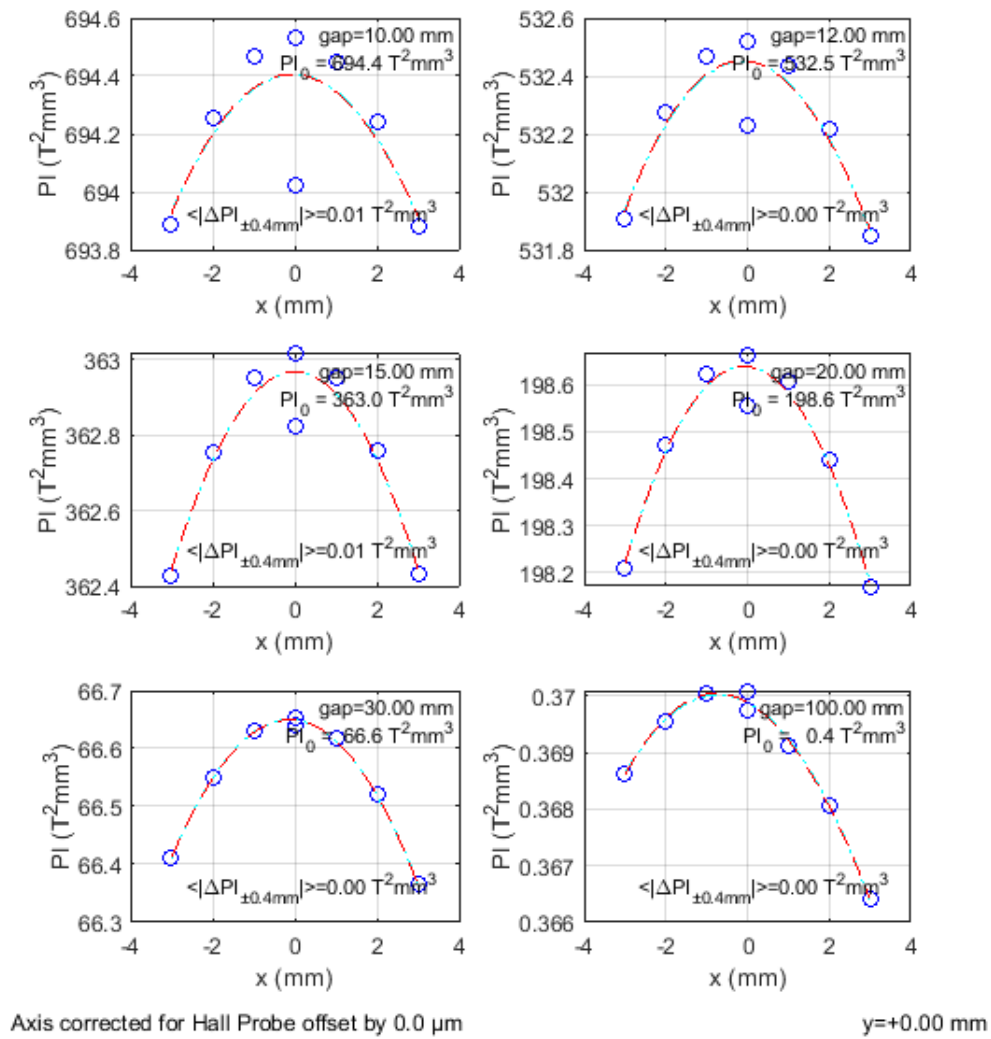 694.6
694.4
694.2
694
693.8
PI (T²mm³)
gap=10.00 mm
PI₀ = 694.4 T²mm³
<|ΔPI±0.4mm|>=0.01 T²mm³
-4 -2 0 2 4
x (mm)
532.6
532.4
532.2
532
531.8
PI (T²mm³)
gap=12.00 mm
PI₀ = 532.5 T²mm³
<|ΔPI±0.4mm|>=0.00 T²mm³
-4 -2 0 2 4
x (mm)
363
362.8
362.6
362.4
PI (T²mm³)
gap=15.00 mm
PI₀ = 363.0 T²mm³
<|ΔPI±0.4mm|>=0.01 T²mm³
-4 -2 0 2 4
x (mm)
198.6
198.5
198.4
198.3
198.2
PI (T²mm³)
gap=20.00 mm
PI₀ = 198.6 T²mm³
<|ΔPI±0.4mm|>=0.00 T²mm³
-4 -2 0 2 4
x (mm)
66.7
66.6
66.5
66.4
66.3
PI (T²mm³)
gap=30.00 mm
PI₀ = 66.6 T²mm³
<|ΔPI±0.4mm|>=0.00 T²mm³
-4 -2 0 2 4
x (mm)
0.37
0.369
0.368
0.367
0.366
PI (T²mm³)
gap=100.00 mm
PI₀ = 0.4 T²mm³
<|ΔPI±0.4mm|>=0.00 T²mm³
-4 -2 0 2 4
x (mm)
Axis corrected for Hall Probe offset by 0.0 µm
y=+0.00 mm